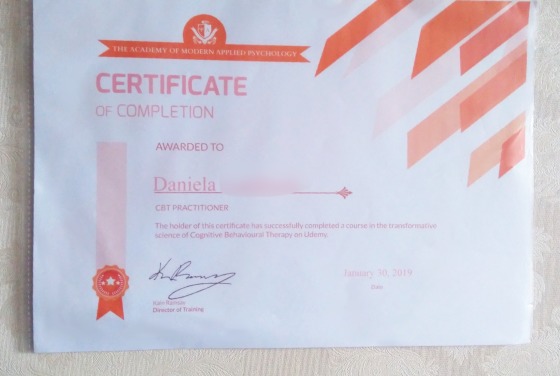 THE ACADEMY OF MODERN APPLIED PSYCHOLOGY
CERTIFICATE
OF COMPLETION
AWARDED TO
Daniela
CBT PRACTITIONER
The holder of this certificate has successfully completed a course in the transformative
science of Cognitive Behavioural Therapy on Udemy.
January 30, 2019
Date
Kain Ramsay
Director of Training